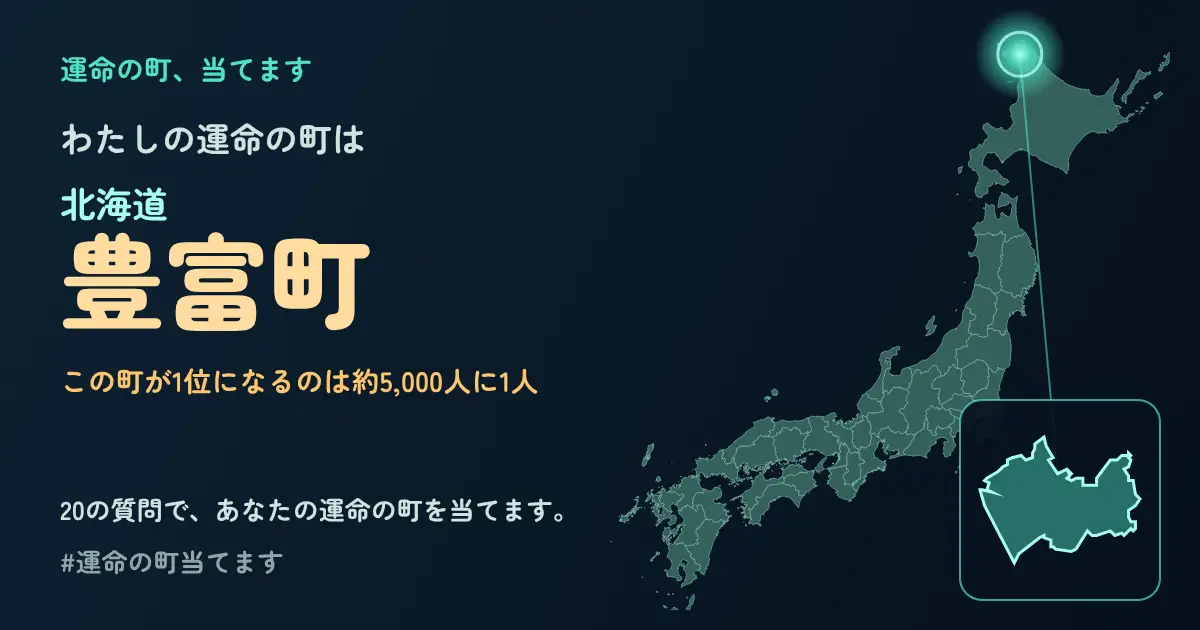 運命の町、当てます
わたしの運命の町は
北海道
豊富町
この町が1位になるのは約5,000人に1人
20の質問で、あなたの運命の町を当てます。
#運命の町当てます